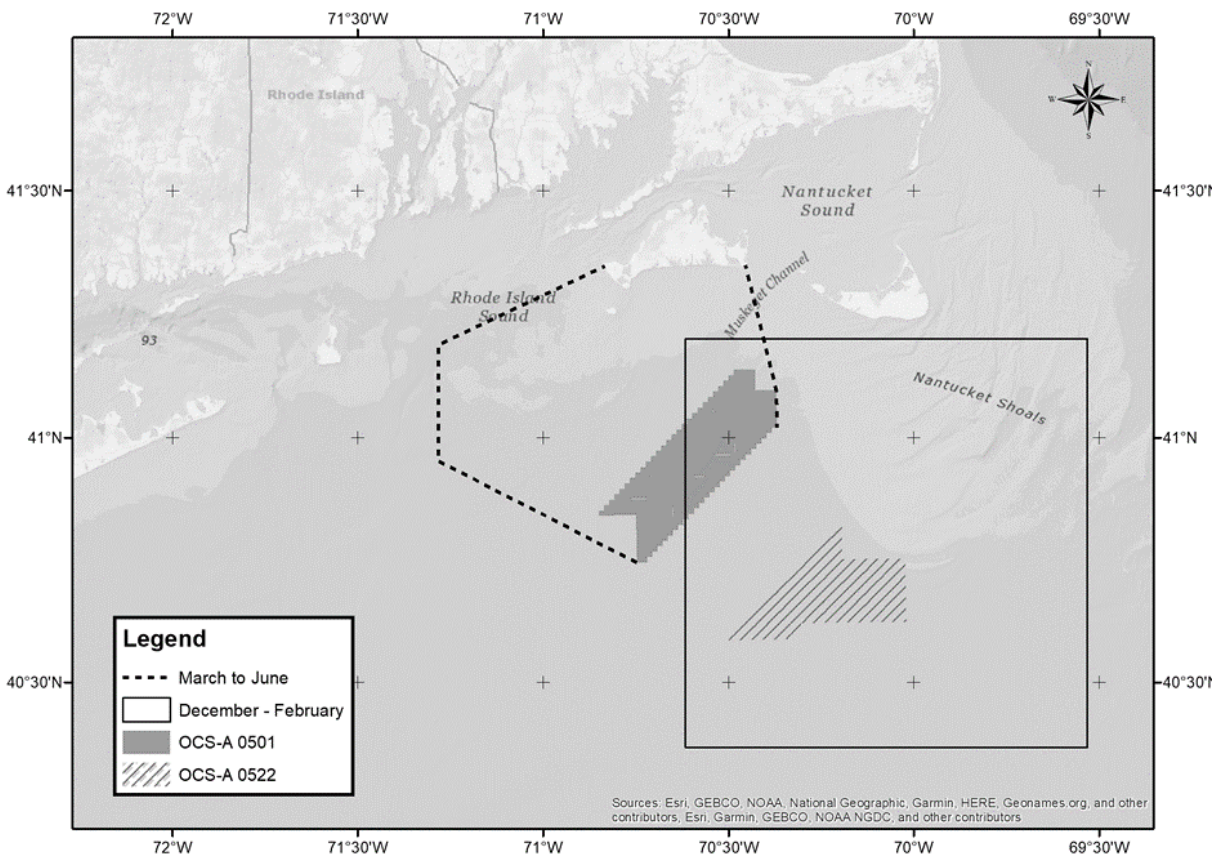 72°W 71°30'W 71°W 70°30'W 70°W 69°30'W
Rhode Island
N
W E
S
41°30'N 41°30'N
Nantucket
Sound
Muskeget Channel
Rhode Island
Sound
93
Nantucket Shoals
41°N 41°N
Legend
March to June
December - February
OCS-A 0501
OCS-A 0522
40°30'N 40°30'N
Sources: Esri, GEBCO, NOAA, National Geographic, Garmin, HERE, Geonames.org, and other
contributors, Esri, Garmin, GEBCO, NOAA NGDC, and other contributors
72°W 71°30'W 71°W 70°30'W 70°W 69°30'W